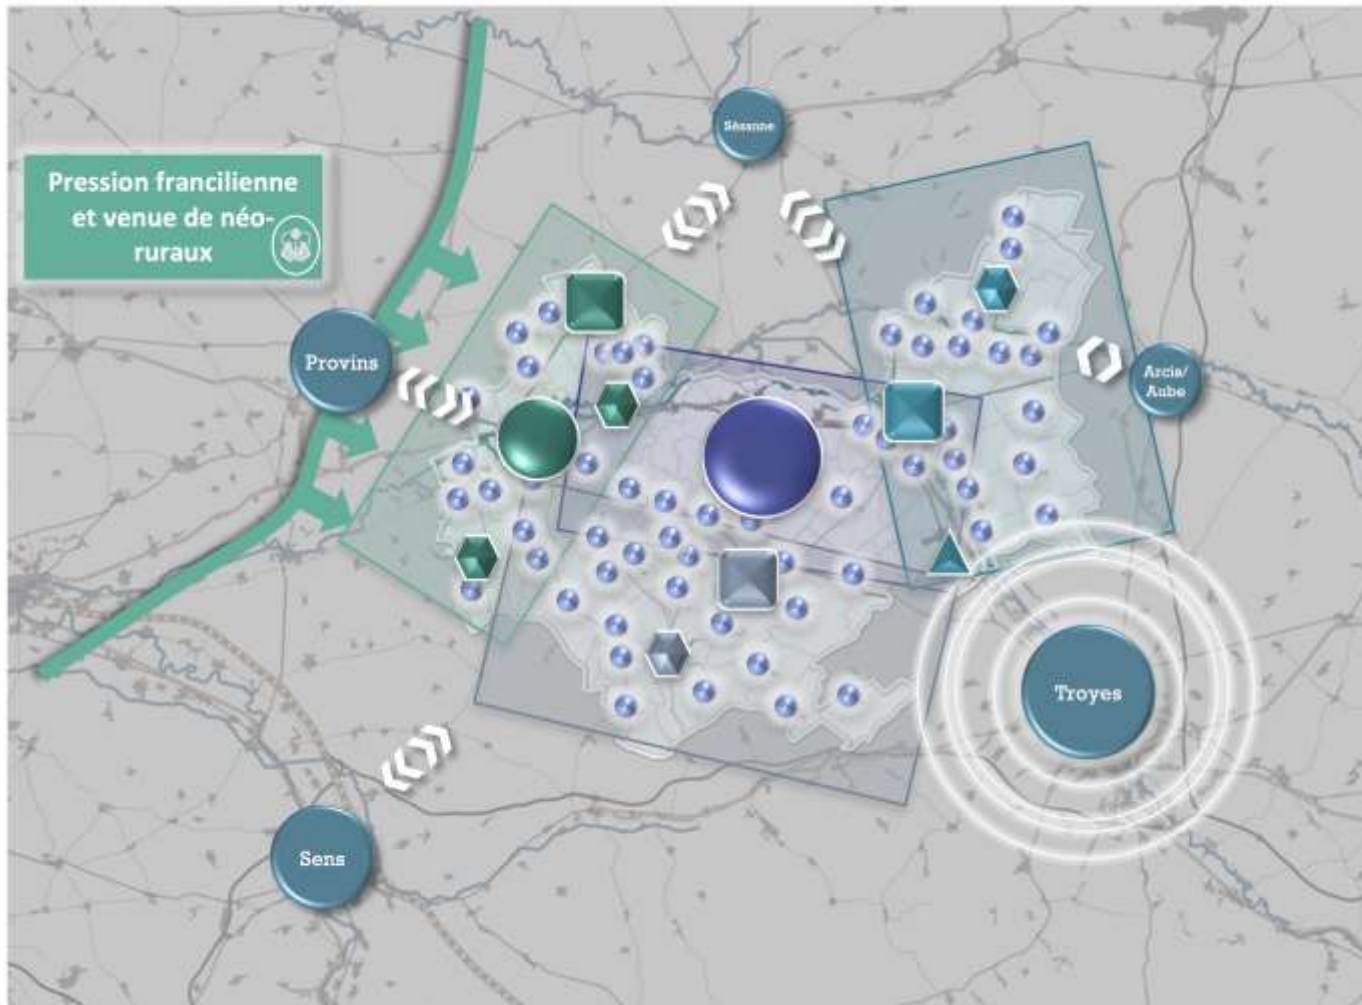 Sézanne
Pression francilienne
et venue de néo-
ruraux
Provins
Arcis/
Aube
Troyes
Sens